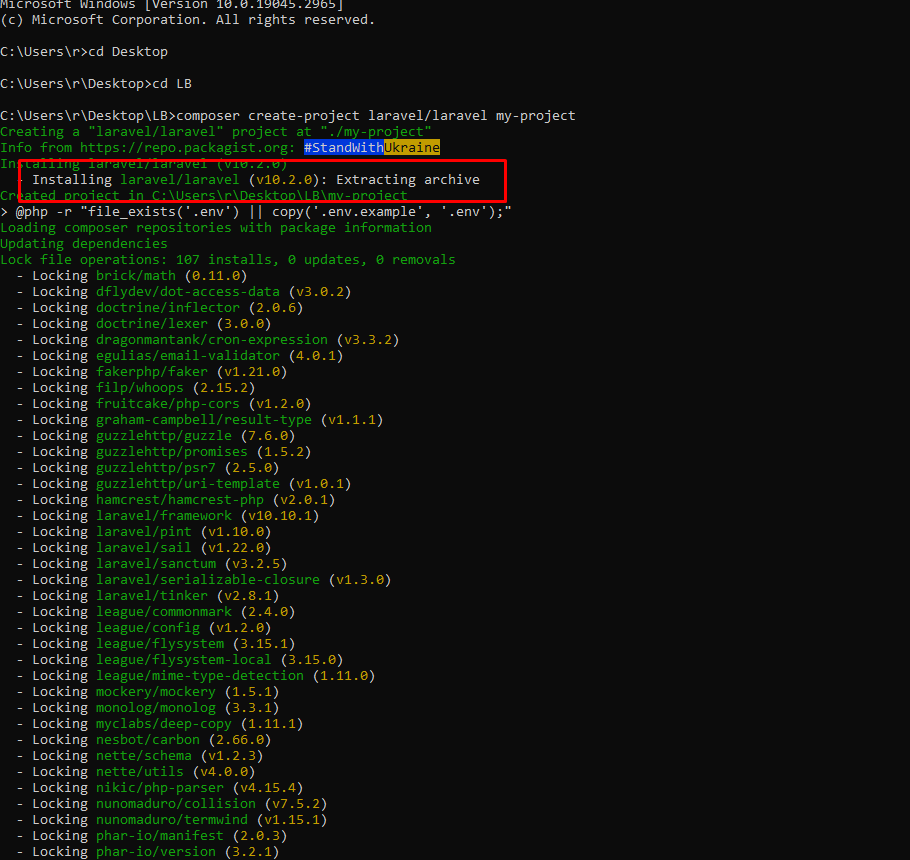 Microsoft Windows [Version 10.0.19045.2965]
(c) Microsoft Corporation. All rights reserved.
C:\Users\r>cd Desktop
C:\Users\r\Desktop>cd LB
C:\Users\r\Desktop\LB>composer create-project laravel/laravel my-project
Creating a "laravel/laravel" project at "./my-project"
Info from https://repo.packagist.org: #StandWithUkraine
Installing laravel/laravel (v10.2.0)
- Installing laravel/laravel (v10.2.0): Extracting archive
Created project in C:\Users\r\Desktop\LB\my-project
> @php -r "file_exists('.env') || copy('.env.example', '.env');"
Loading composer repositories with package information
Updating dependencies
Lock file operations: 107 installs, 0 updates, 0 removals
- Locking brick/math (0.11.0)
- Locking dflydev/dot-access-data (v3.0.2)
- Locking doctrine/inflector (2.0.6)
- Locking doctrine/lexer (3.0.0)
- Locking dragonmantank/cron-expression (v3.3.2)
- Locking egulias/email-validator (4.0.1)
- Locking fakerphp/faker (v1.21.0)
- Locking filp/whoops (2.15.2)
- Locking fruitcake/php-cors (v1.2.0)
- Locking graham-campbell/result-type (v1.1.1)
- Locking guzzlehttp/guzzle (7.6.0)
- Locking guzzlehttp/promises (1.5.2)
- Locking guzzlehttp/psr7 (2.5.0)
- Locking guzzlehttp/uri-template (v1.0.1)
- Locking hamcrest/hamcrest-php (v2.0.1)
- Locking laravel/framework (v10.10.1)
- Locking laravel/pint (v1.10.0)
- Locking laravel/sail (v1.22.0)
- Locking laravel/sanctum (v3.2.5)
- Locking laravel/serializable-closure (v1.3.0)
- Locking laravel/tinker (v2.8.1)
- Locking league/commonmark (2.4.0)
- Locking league/config (v1.2.0)
- Locking league/flysystem (3.15.1)
- Locking league/flysystem-local (3.15.0)
- Locking league/mime-type-detection (1.11.0)
- Locking mockery/mockery (1.5.1)
- Locking monolog/monolog (3.3.1)
- Locking myclabs/deep-copy (1.11.1)
- Locking nesbot/carbon (2.66.0)
- Locking nette/schema (v1.2.3)
- Locking nette/utils (v4.0.0)
- Locking nikic/php-parser (v4.15.4)
- Locking nunomaduro/collision (v7.5.2)
- Locking nunomaduro/termwind (v1.15.1)
- Locking phar-io/manifest (2.0.3)
- Locking phar-io/version (3.2.1)